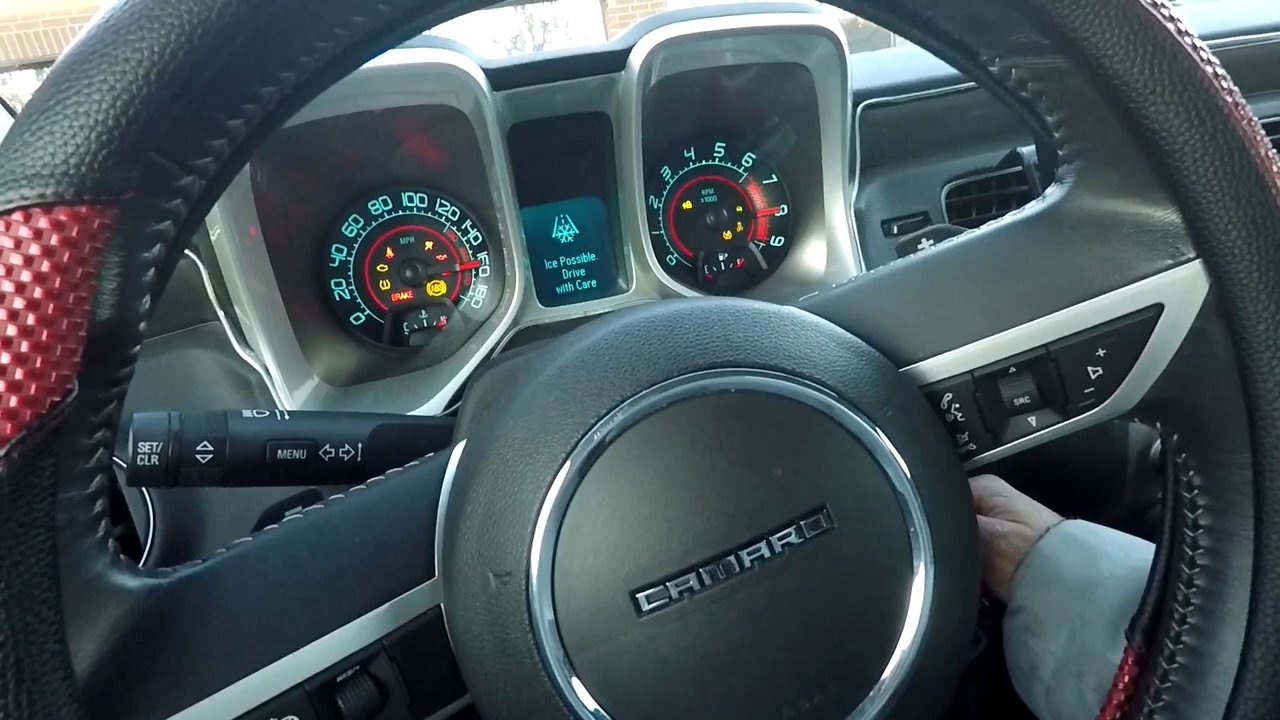 0 20 40 60 80 100 120 140 160 180
MPH
BRAKE
ABS
C H
Ice Possible.
Drive
with Care
0 2 3 4 5 6 7 8 9
RPM
x1000
E F
SET/
CLR
MENU
SRC
+
−
CAMARO